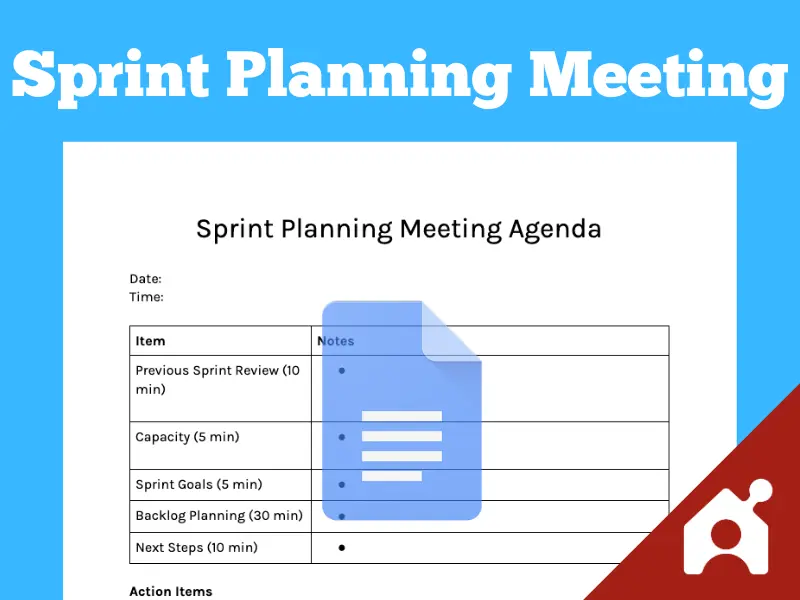 Sprint Planning Meeting
Sprint Planning Meeting Agenda
Date:
Time:
Item Notes
Previous Sprint Review (10
min)
Capacity (5 min)
Sprint Goals (5 min)
Backlog Planning (30 min)
Next Steps (10 min)
Action Items